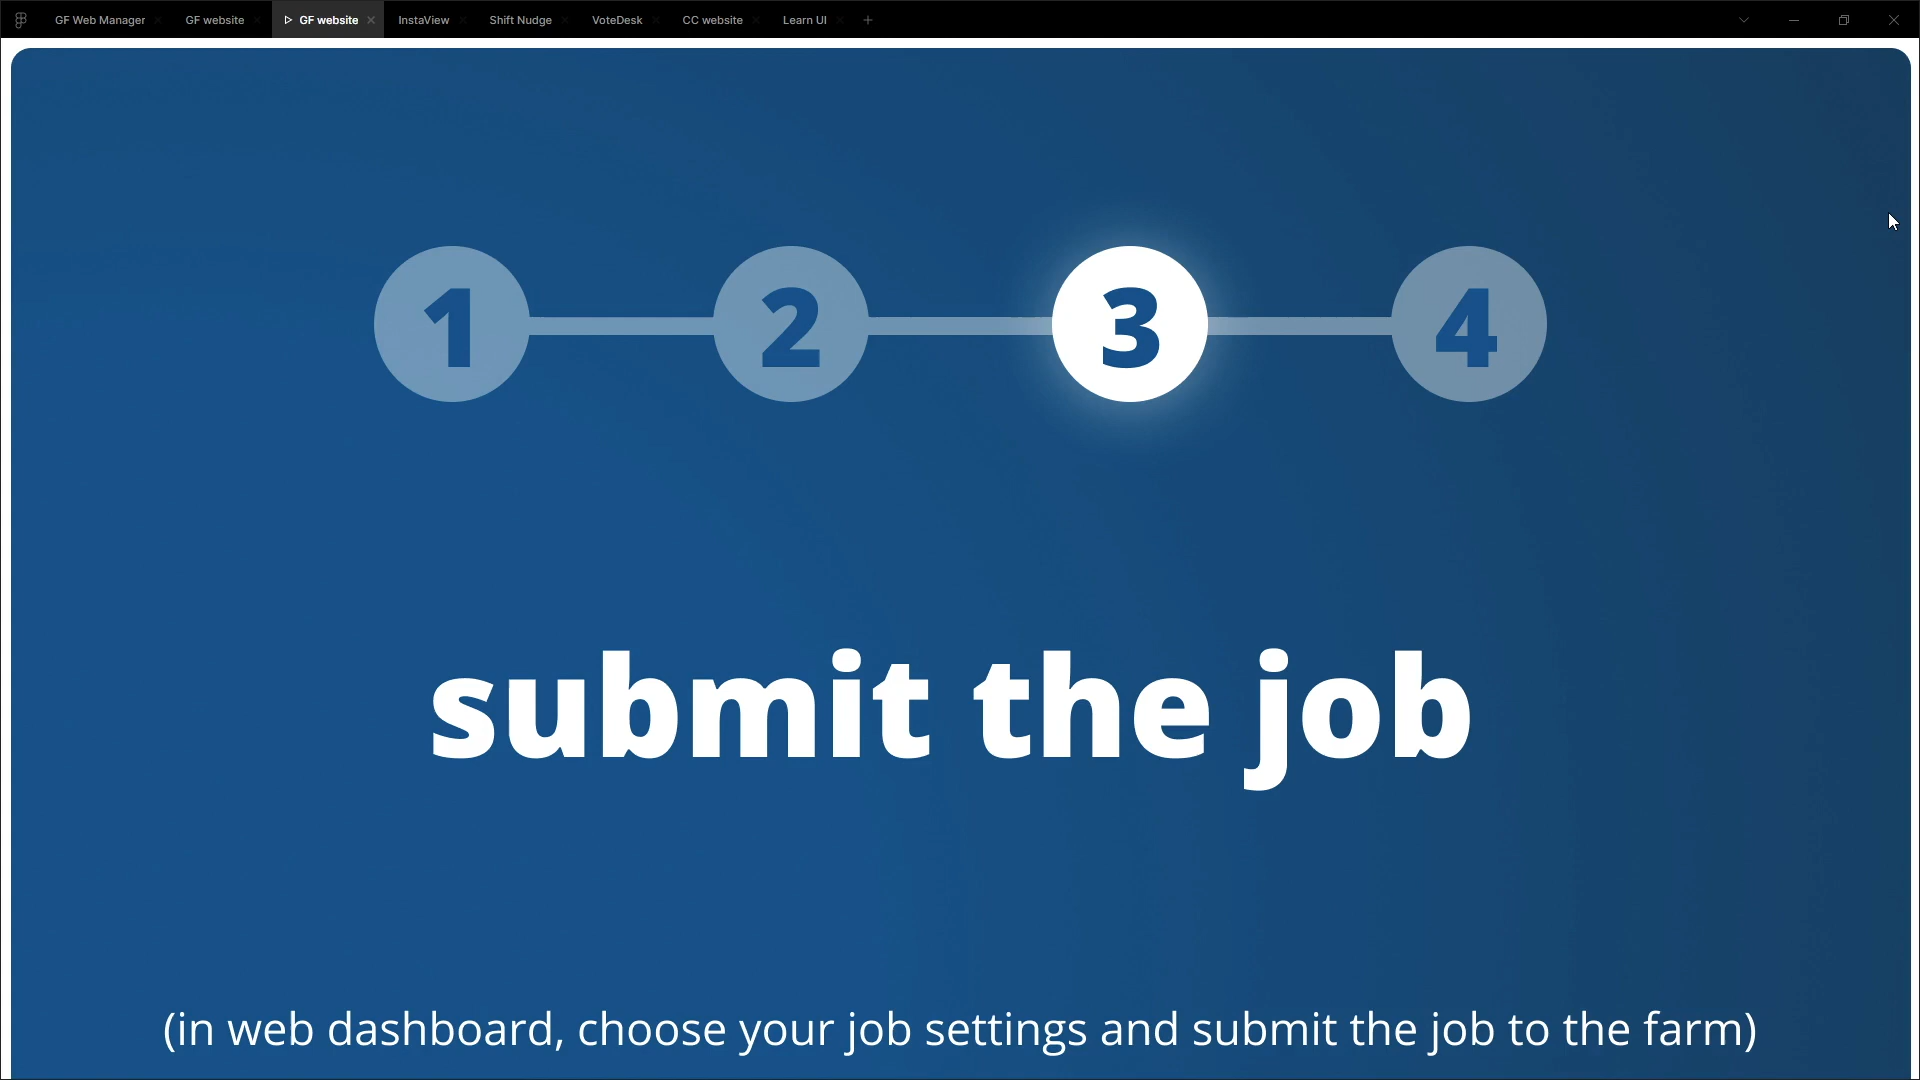 GF Web Manager GF website GF website InstaView Shift Nudge VoteDesk CC website Learn UI
1 2 3 4
submit the job
(in web dashboard, choose your job settings and submit the job to the farm)